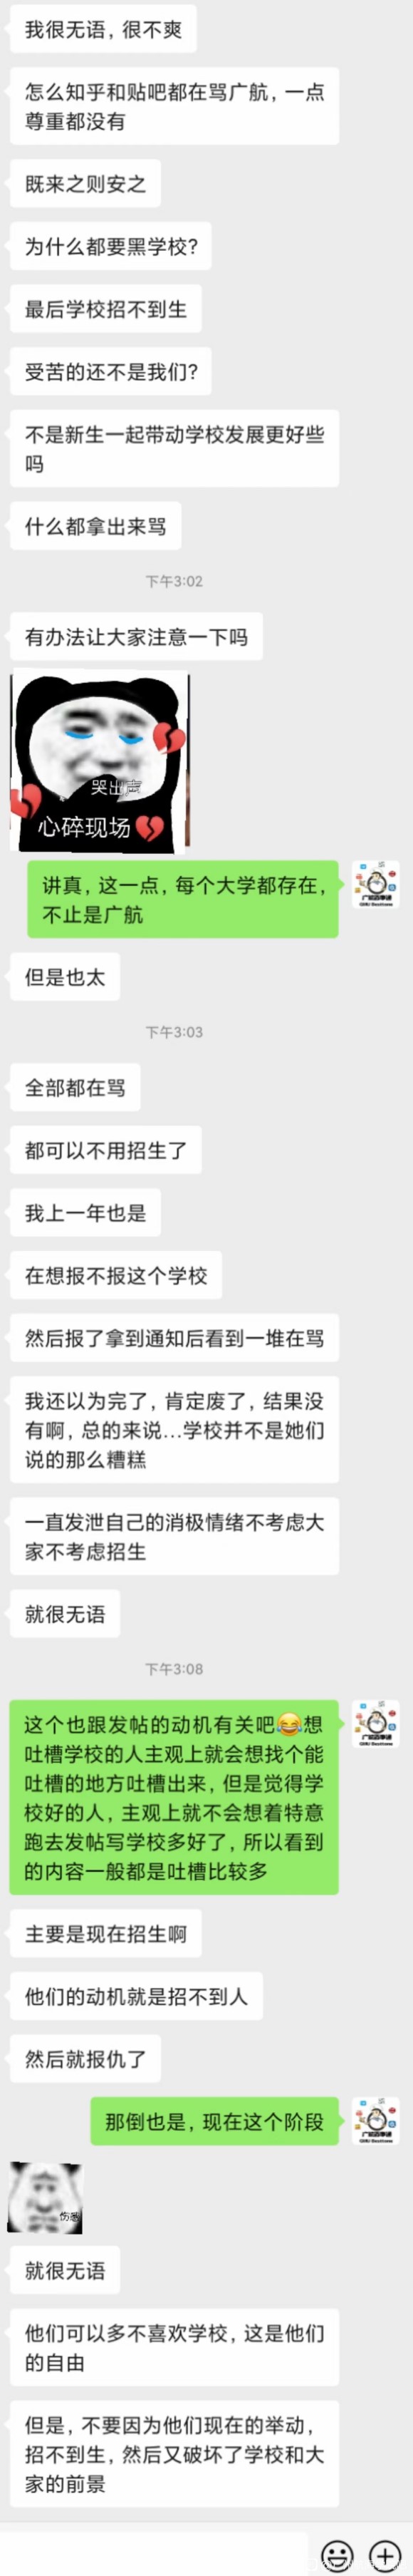 我很无语，很不爽
怎么知乎和贴吧都在骂广航，一点
尊重都没有
既来之则安之
为什么都要黑学校？
最后学校招不到生
受苦的还不是我们？
不是新生一起带动学校发展更好些
吗
什么都拿出来骂
下午3:02
有办法让大家注意一下吗
哭出声
心碎现场
讲真，这一点，每个大学都存在，
不止是广航
但是也太
下午3:03
全部都在骂
都可以不用招生了
我上一年也是
在想报不报这个学校
然后报了拿到通知后看到一堆在骂
我还以为完了，肯定废了，结果没
有啊，总的来说...学校并不是她们
说的那么糟糕
一直发泄自己的消极情绪不考虑大
家不考虑招生
就很无语
下午3:08
这个也跟发帖的动机有关吧😂想
吐槽学校的人主观上就会想找个能
吐槽的地方吐槽出来，但是觉得学
校好的人，主观上就不会想着特意
跑去发帖写学校多好了，所以看到
的内容一般都是吐槽比较多
主要是现在招生啊
他们的动机就是招不到人
然后就报仇了
那倒也是，现在这个阶段
伤感
就很无语
他们可以多不喜欢学校，这是他们
的自由
但是，不要因为他们现在的举动，
招不到生，然后又破坏了学校和大
家的前景